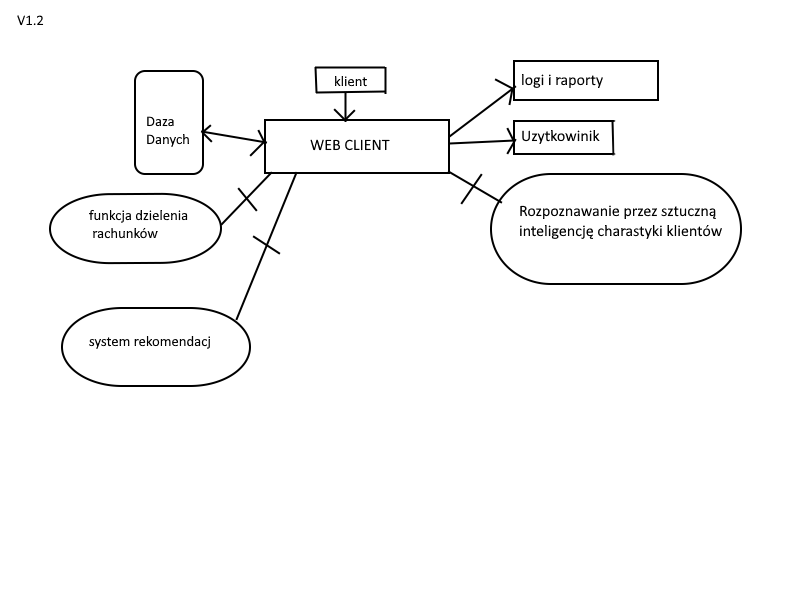 V1.2
klient
logi i raporty
Daza
Danych
WEB CLIENT
Uzytkowinik
funkcja dzielenia
rachunków
Rozpoznawanie przez sztuczną
inteligencję charastyki klientów
system rekomendacj